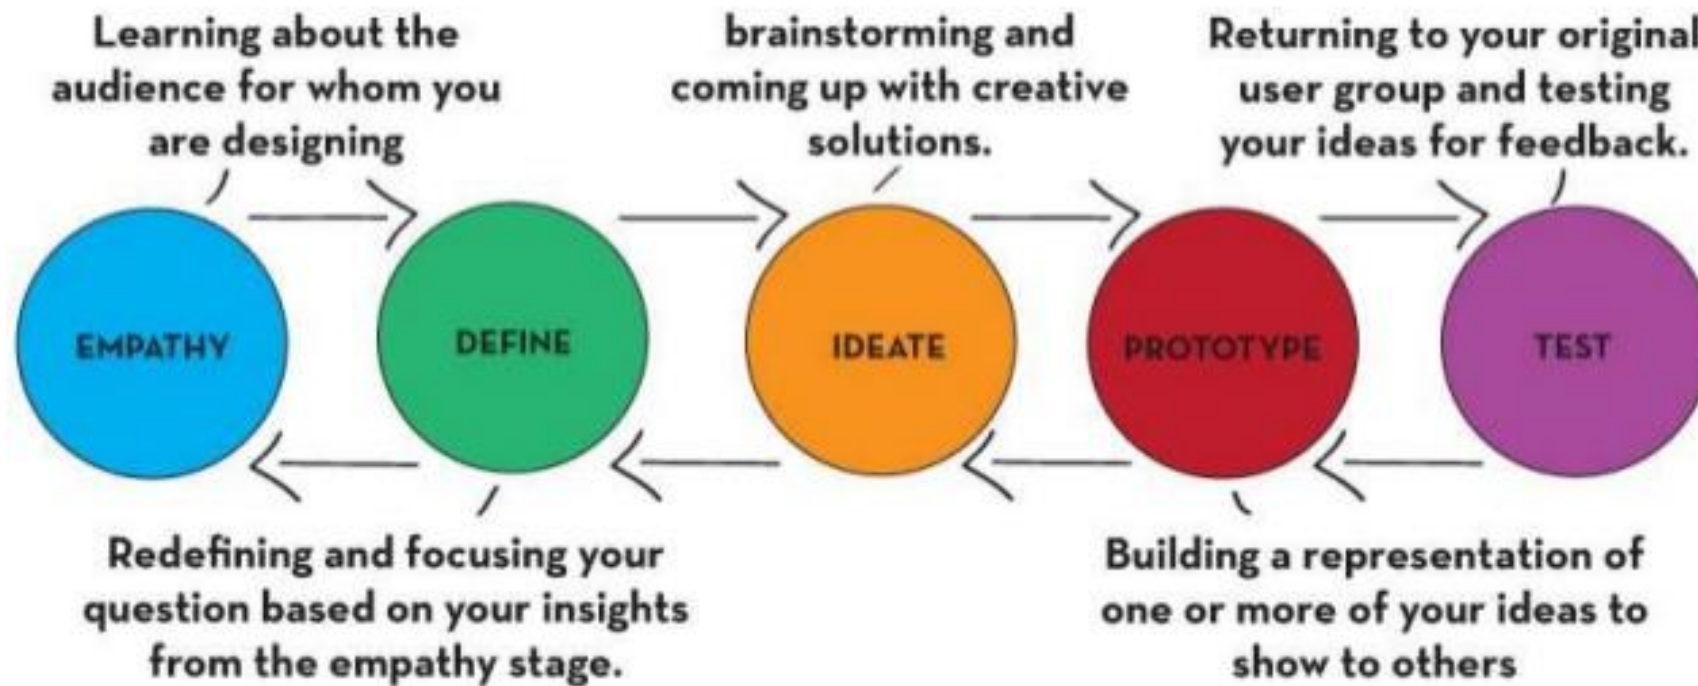 Learning about the
audience for whom you
are designing
brainstorming and
coming up with creative
solutions.
Returning to your original
user group and testing
your ideas for feedback.
EMPATHY
DEFINE
IDEATE
PROTOTYPE
TEST
Redefining and focusing your
question based on your insights
from the empathy stage.
Building a representation of
one or more of your ideas to
show to others